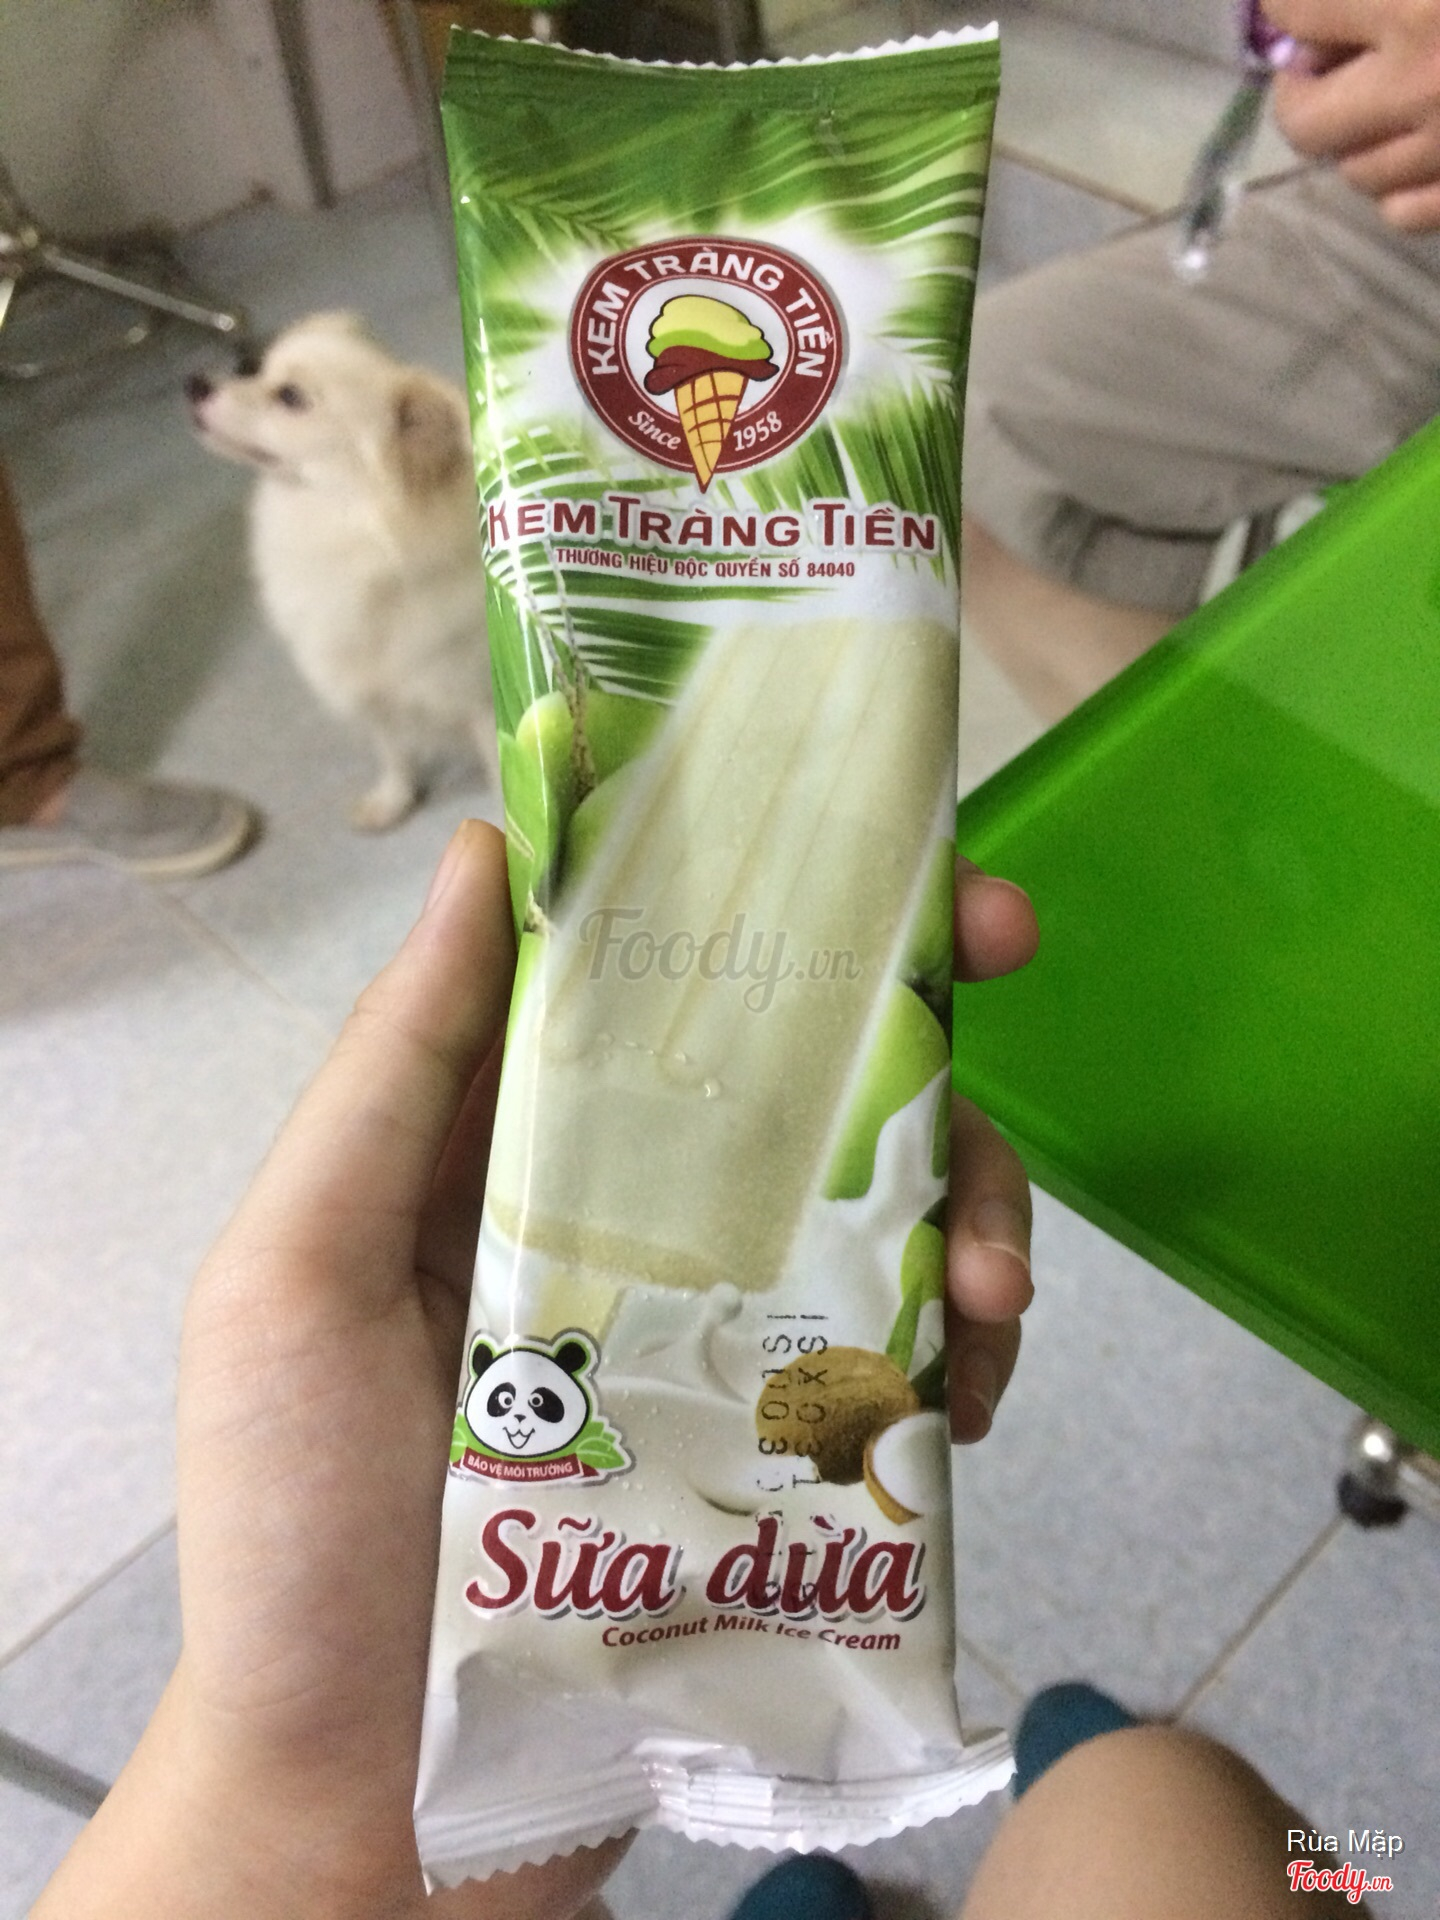 KEM TRÀNG TIỀN
Since 1958
KEM TRÀNG TIỀN
THƯƠNG HIỆU ĐỘC QUYỀN SỐ 84040
Foody.vn
BẢO VỆ MÔI TRƯỜNG
Sữa dừa
Coconut Milk Ice Cream
Rùa Mập
Foody.vn